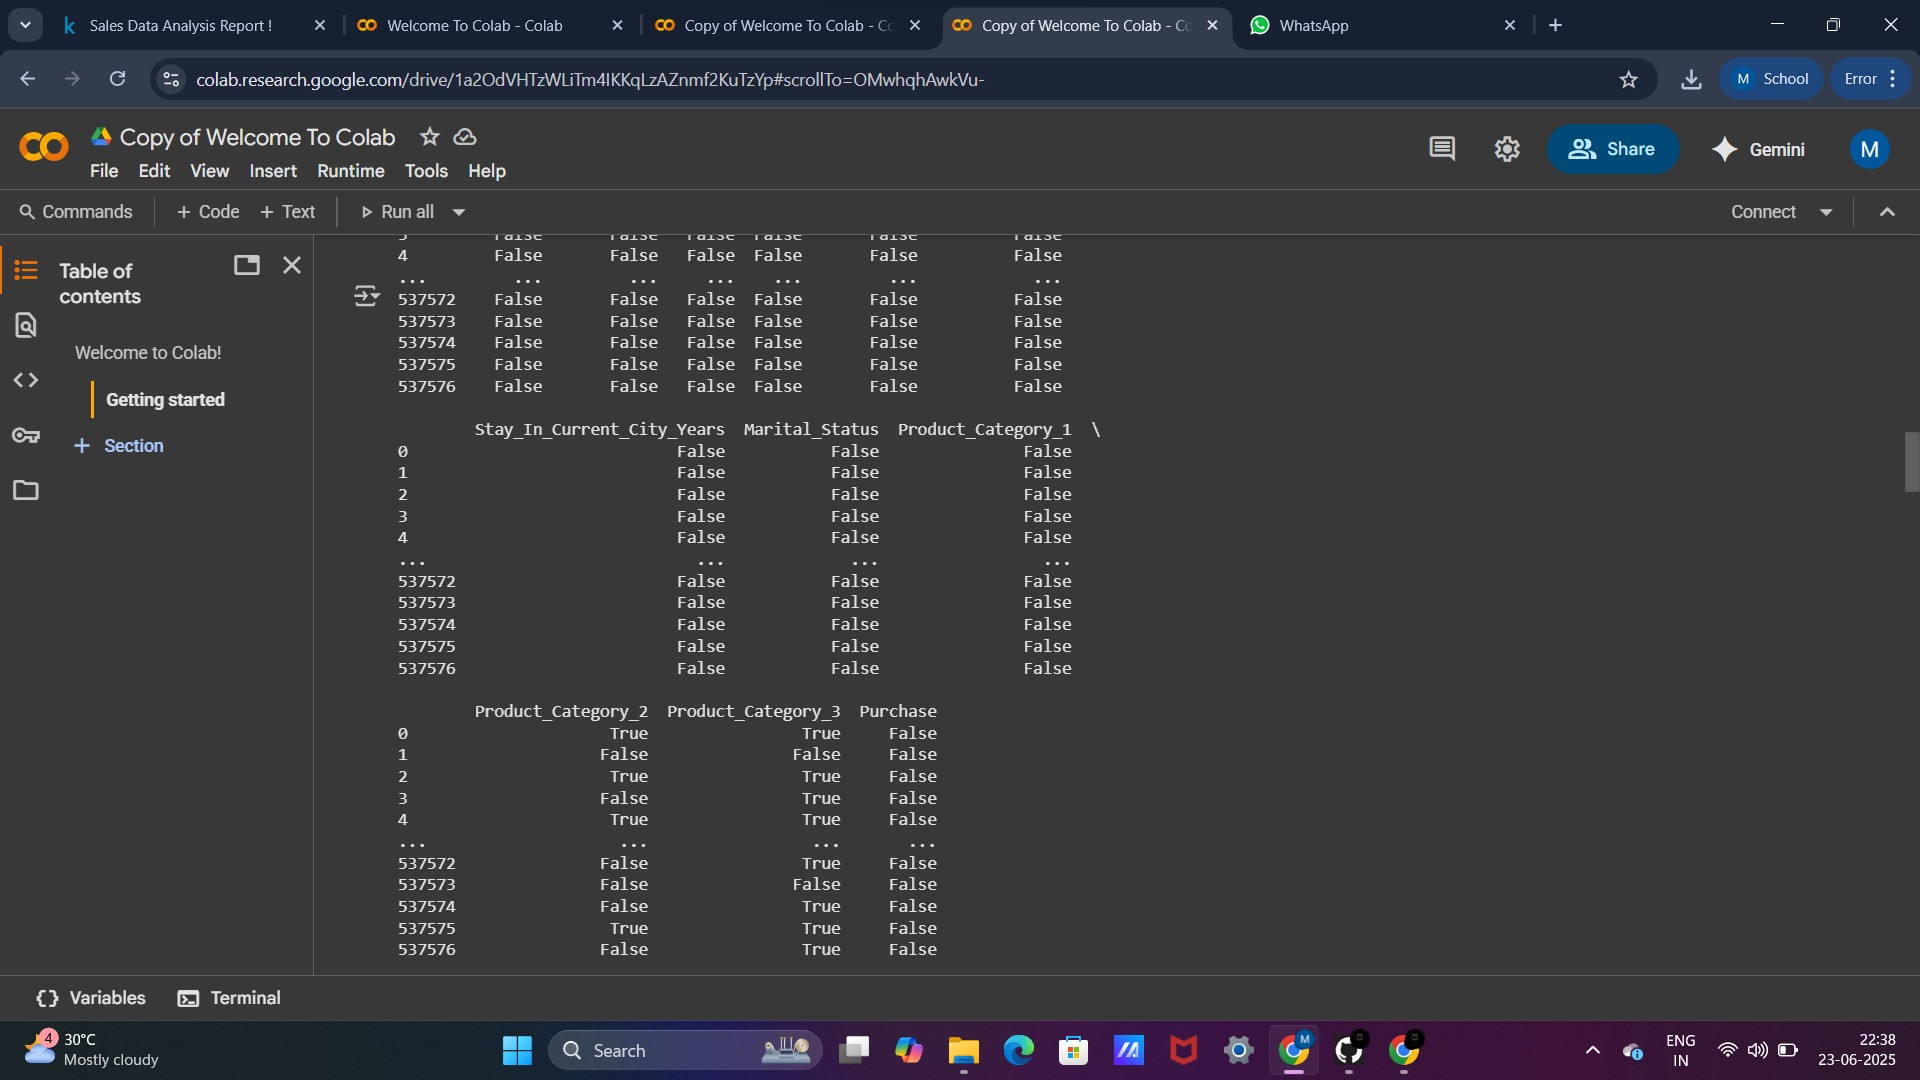 Sales Data Analysis Report !
Welcome To Colab - Colab
Copy of Welcome To Colab - Co
Copy of Welcome To Colab - Co
WhatsApp
colab.research.google.com/drive/1a2OdVHTzWLiTm4IKKqLzAZnmf2KuTzYp#scrollTo=OMwhqhAwkVu-
M School
Error
Copy of Welcome To Colab
File Edit View Insert Runtime Tools Help
Share
Gemini
M
Commands + Code + Text Run all
Connect
Table of
contents
Welcome to Colab!
Getting started
+ Section
3 False False False False False False
4 False False False False False False
... ... ... ... ... ... ...
537572 False False False False False False
537573 False False False False False False
537574 False False False False False False
537575 False False False False False False
537576 False False False False False False
Stay_In_Current_City_Years Marital_Status Product_Category_1 \
0 False False False
1 False False False
2 False False False
3 False False False
4 False False False
... ... ... ...
537572 False False False
537573 False False False
537574 False False False
537575 False False False
537576 False False False
Product_Category_2 Product_Category_3 Purchase
0 True True False
1 False False False
2 True True False
3 False True False
4 True True False
... ... ... ...
537572 False True False
537573 False False False
537574 False True False
537575 True True False
537576 False True False
Variables
Terminal
4
30°C
Mostly cloudy
Search
M
ENG
IN
22:38
23-06-2025